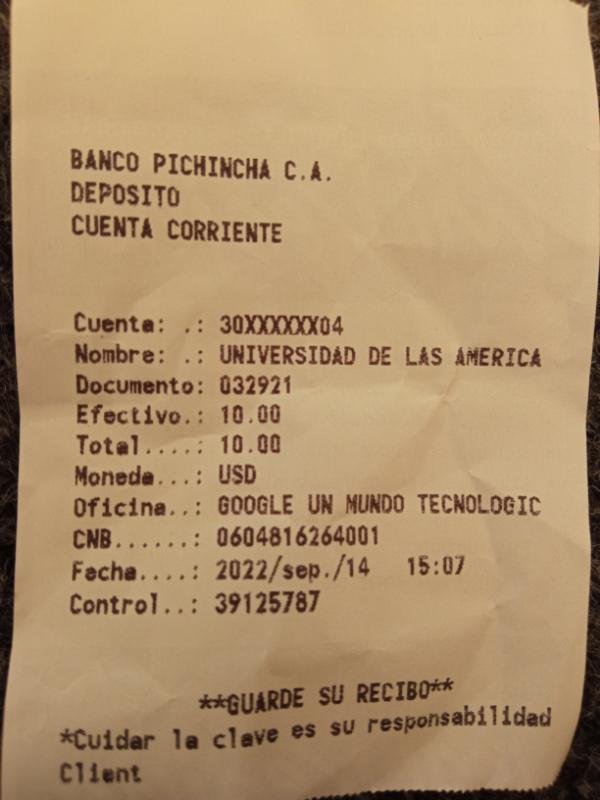 BANCO PICHINCHA C.A.
DEPOSITO
CUENTA CORRIENTE
Cuenta: .: 30XXXXXX04
Nombre: .: UNIVERSIDAD DE LAS AMERICA
Documento: 032921
Efectivo.: 10.00
Total....: 10.00
Moneda...: USD
Oficina..: GOOGLE UN MUNDO TECNOLOGIC
CNB......: 0604816264001
Fecha....: 2022/sep./14 15:07
Control..: 39125787
**GUARDE SU RECIBO**
*Cuidar la clave es su responsabilidad
Client